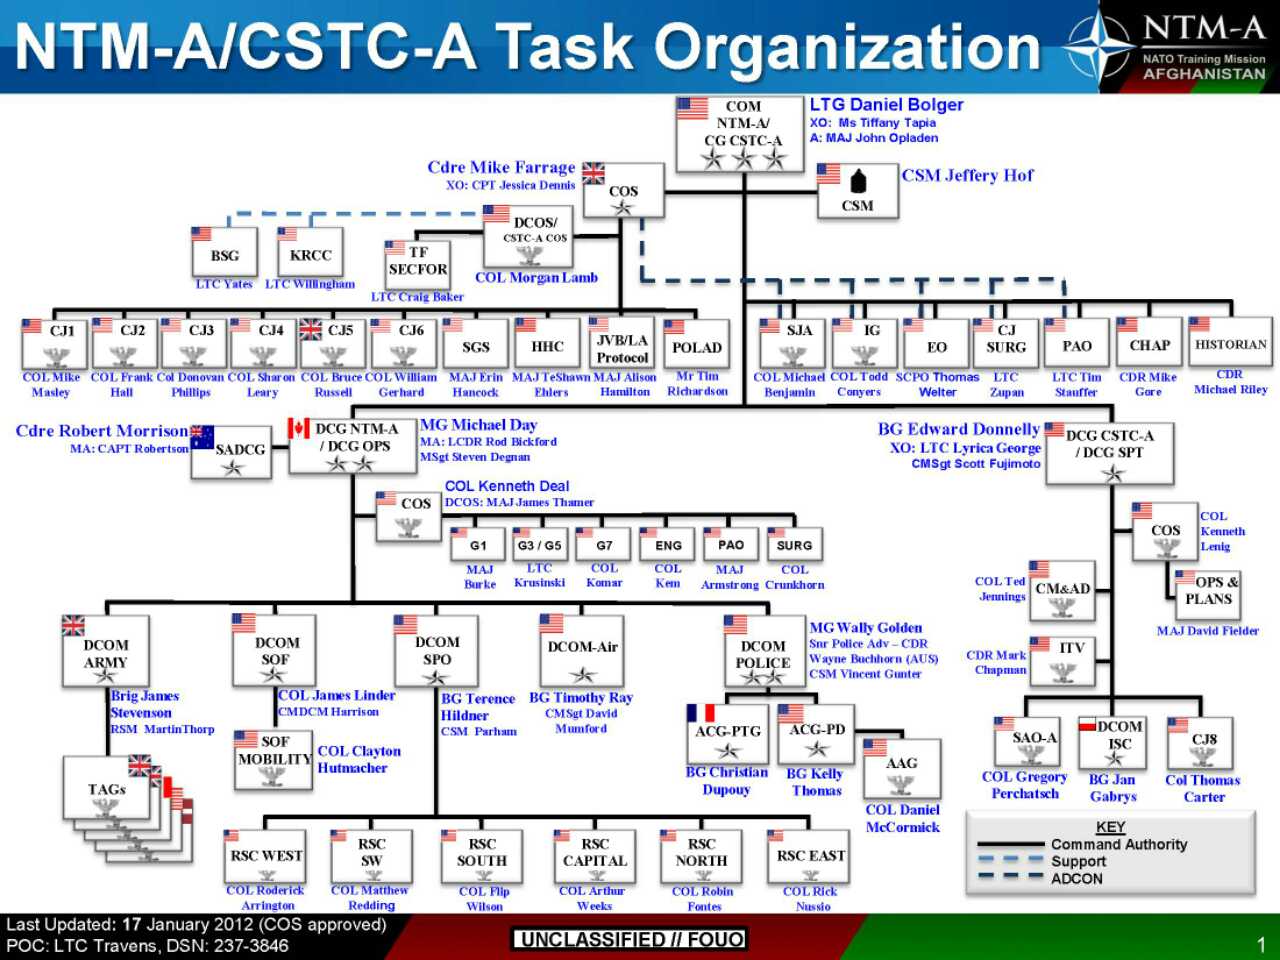 NTM-A/CSTC-A Task Organization
NTM-A
NATO Training Mission
AFGHANISTAN
COM
NTM-A/
CG CSTC-A
LTG Daniel Bolger
XO: Ms Tiffany Tapia
A: MAJ John Opladen
Cdre Mike Farrage
XO: CPT Jessica Dennis
COS
CSM
CSM Jeffery Hof
DCOS/
CSTC-A COS
COL Morgan Lamb
BSG
LTC Yates
KRCC
LTC Willingham
TF
SECFOR
LTC Craig Baker
CJ1
COL Mike
Masley
CJ2
COL Frank
Hall
CJ3
Col Donovan
Phillips
CJ4
COL Sharon
Leary
CJ5
COL Bruce
Russell
CJ6
COL William
Gerhard
SGS
MAJ Erin
Hancock
HHC
MAJ TeShawn
Ehlers
JVB/LA
Protocol
MAJ Alison
Hamilton
POLAD
Mr Tim
Richardson
SJA
COL Michael
Benjamin
IG
COL Todd
Conyers
EO
SCPO Thomas
Welter
CJ
SURG
LTC
Zupan
PAO
LTC Tim
Stauffer
CHAP
CDR Mike
Gore
HISTORIAN
CDR
Michael Riley
Cdre Robert Morrison
MA: CAPT Robertson
SADCG
DCG NTM-A
/ DCG OPS
MG Michael Day
MA: LCDR Rod Bickford
MSgt Steven Degnan
BG Edward Donnelly
XO: LTC Lyrica George
CMSgt Scott Fujimoto
DCG CSTC-A
/ DCG SPT
COS
COL Kenneth Deal
DCOS: MAJ James Thamer
G1
MAJ
Burke
G3 / G5
LTC
Krusinski
G7
COL
Komar
ENG
COL
Kem
PAO
MAJ
Armstrong
SURG
COL
Crunkhorn
COS
COL
Kenneth
Lenig
OPS &
PLANS
MAJ David Fielder
COL Ted
Jennings
CM&AD
CDR Mark
Chapman
ITV
DCOM
ARMY
Brig James
Stevenson
RSM MartinThorp
DCOM
SOF
COL James Linder
CMDCM Harrison
DCOM
SPO
BG Terence
Hildner
CSM Parham
DCOM-Air
BG Timothy Ray
CMSgt David
Mumford
DCOM
POLICE
MG Wally Golden
Snr Police Adv – CDR
Wayne Buchhorn (AUS)
CSM Vincent Gunter
TAGs
SOF
MOBILITY
COL Clayton
Hutmacher
ACG-PTG
BG Christian
Dupouy
ACG-PD
BG Kelly
Thomas
AAG
COL Daniel
McCormick
SAO-A
COL Gregory
Perchatsch
DCOM
ISC
BG Jan
Gabrys
CJ8
Col Thomas
Carter
RSC WEST
COL Roderick
Arrington
RSC
SW
COL Matthew
Redding
RSC
SOUTH
COL Flip
Wilson
RSC
CAPITAL
COL Arthur
Weeks
RSC
NORTH
COL Robin
Fontes
RSC EAST
COL Rick
Nussio
KEY
Command Authority
Support
ADCON
Last Updated: 17 January 2012 (COS approved)
POC: LTC Travens, DSN: 237-3846
UNCLASSIFIED // FOUO
1